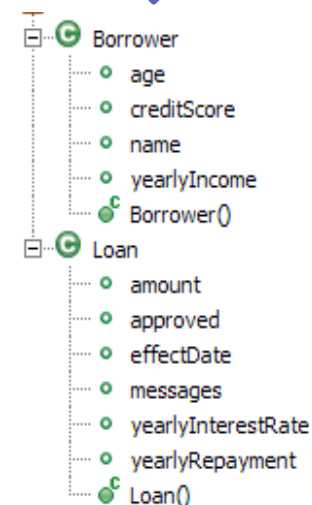 Borrower
age
creditScore
name
yearlyIncome
Borrower()
Loan
amount
approved
effectDate
messages
yearlyInterestRate
yearlyRepayment
Loan()